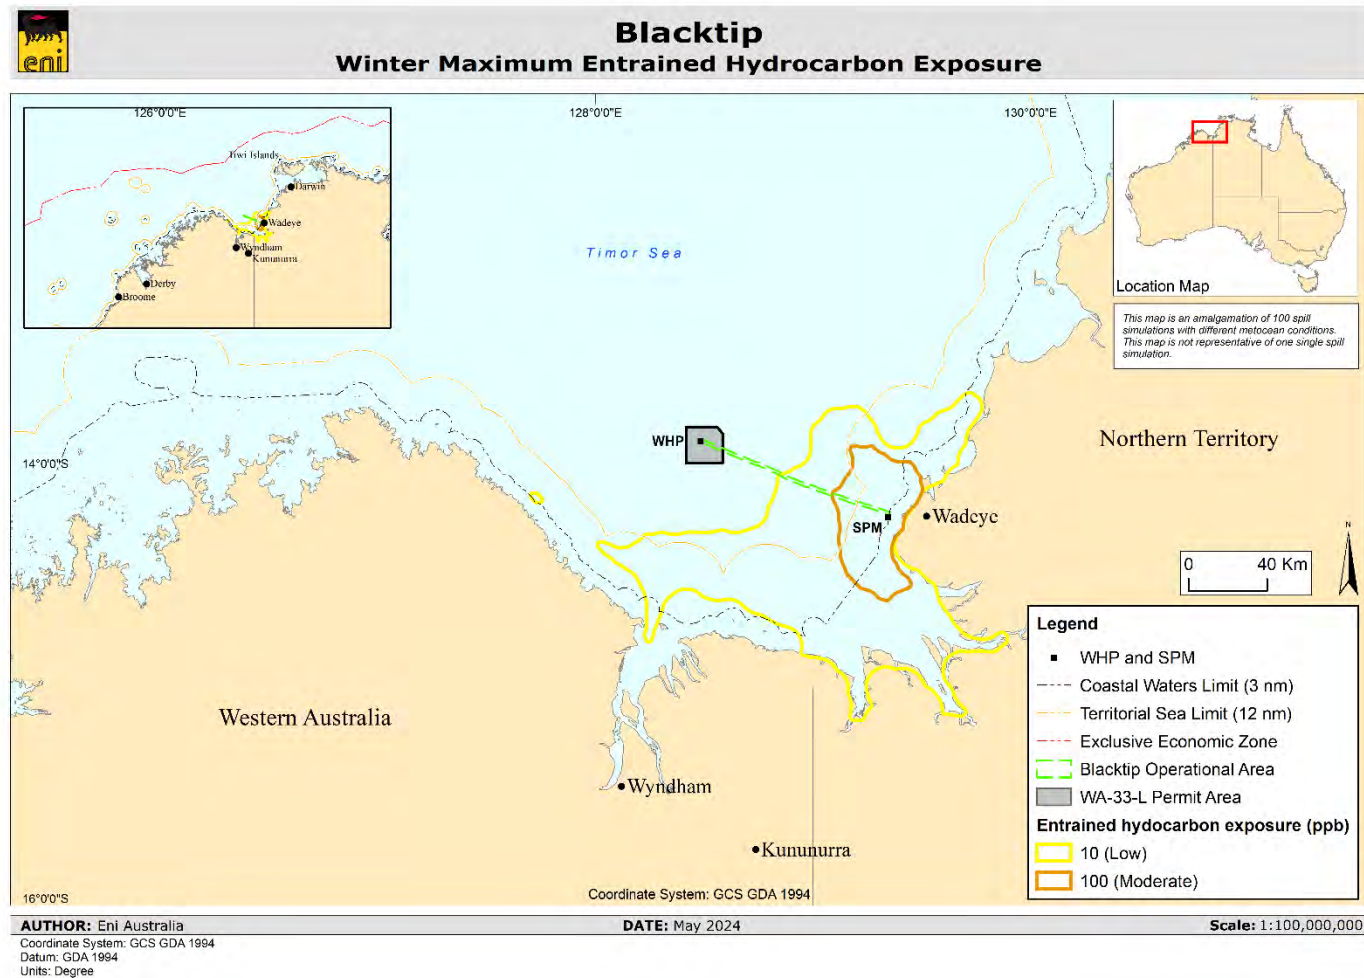 eni
Blacktip
Winter Maximum Entrained Hydrocarbon Exposure
126°0'0"E
128°0'0"E
130°0'0"E
Tiwi Islands
Darwin
Wadeye
Wyndham
Kununurra
Derby
Broome
Timor Sea
Location Map
This map is an amalgamation of 100 spill
simulations with different metocean conditions.
This map is not representative of one single spill
simulation.
WHP
14°0'0"S
Northern Territory
SPM
Wadeye
N
0 40 Km
Western Australia
Wyndham
Kununurra
Legend
WHP and SPM
Coastal Waters Limit (3 nm)
Territorial Sea Limit (12 nm)
Exclusive Economic Zone
Blacktip Operational Area
WA-33-L Permit Area
Entrained hydocarbon exposure (ppb)
10 (Low)
100 (Moderate)
16°0'0"S
Coordinate System: GCS GDA 1994
AUTHOR: Eni Australia
DATE: May 2024
Scale: 1:100,000,000
Coordinate System: GCS GDA 1994
Datum: GDA 1994
Units: Degree